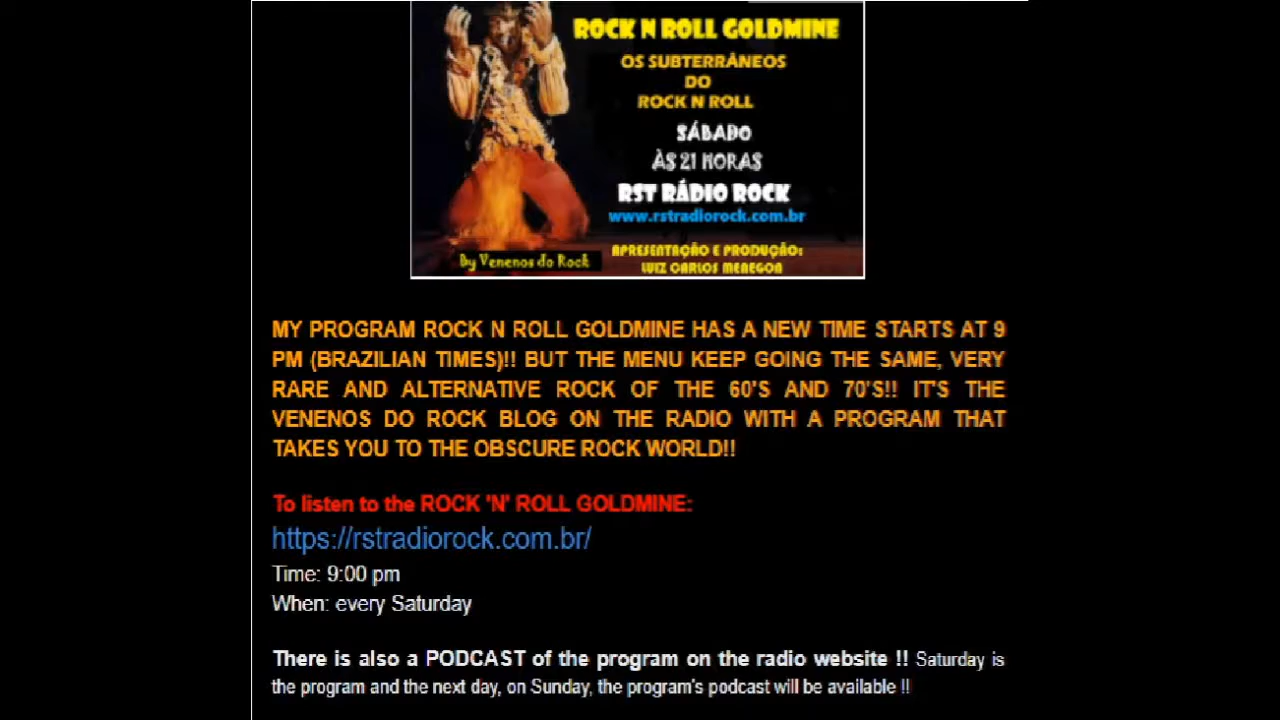 ROCK N ROLL GOLDMINE
OS SUBTERRÂNEOS
DO
ROCK N ROLL
SÁBADO
ÀS 21 HORAS
RST RÁDIO ROCK
www.rstradiorock.com.br
APRESENTAÇÃO E PRODUÇÃO:
LUIZ CARLOS MENEGON
By Venenos do Rock
MY PROGRAM ROCK N ROLL GOLDMINE HAS A NEW TIME STARTS AT 9
PM (BRAZILIAN TIMES)!! BUT THE MENU KEEP GOING THE SAME, VERY
RARE AND ALTERNATIVE ROCK OF THE 60'S AND 70'S!! IT'S THE
VENENOS DO ROCK BLOG ON THE RADIO WITH A PROGRAM THAT
TAKES YOU TO THE OBSCURE ROCK WORLD!!
To listen to the ROCK 'N' ROLL GOLDMINE:
https://rstradiorock.com.br/
Time: 9:00 pm
When: every Saturday
There is also a PODCAST of the program on the radio website !! Saturday is
the program and the next day, on Sunday, the program's podcast will be available !!